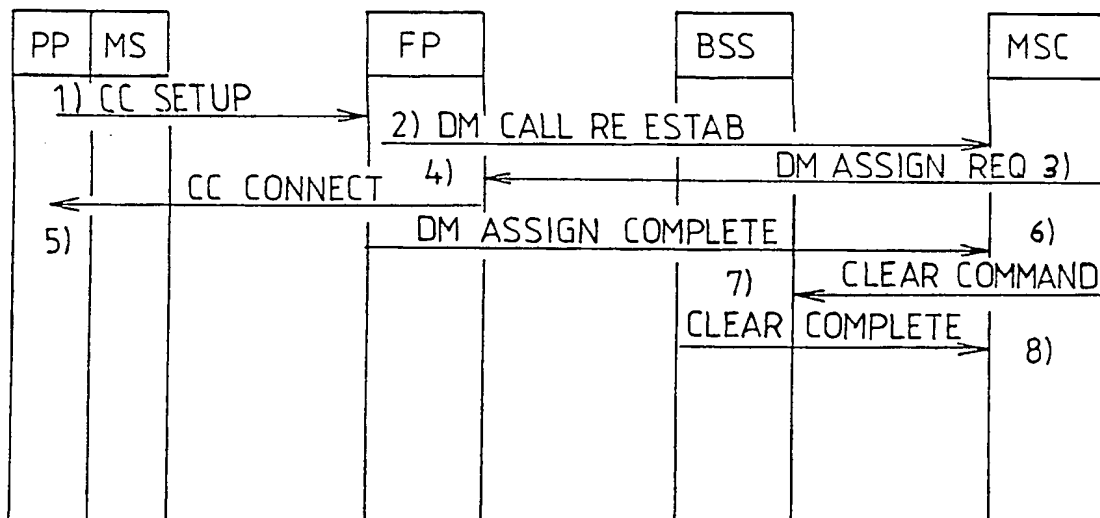 PP MS FP BSS MSC
1) CC SETUP
2) DM CALL RE ESTAB
DM ASSIGN REQ 3)
CC CONNECT 4)
5) DM ASSIGN COMPLETE 6)
7) CLEAR COMMAND
CLEAR COMPLETE 8)